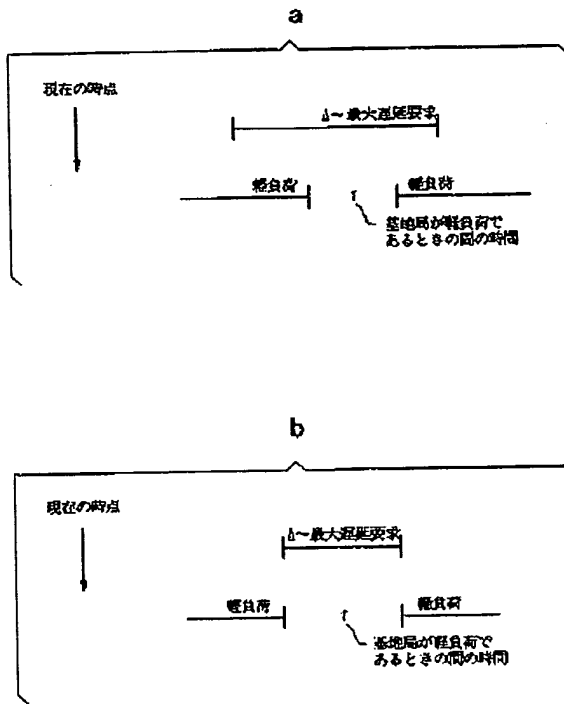 a
現在の時点
Δ～最大遅延要求
軽負荷
軽負荷
基地局が軽負荷で
あるときの間の時間
b
現在の時点
Δ～最大遅延要求
軽負荷
軽負荷
基地局が軽負荷で
あるときの間の時間